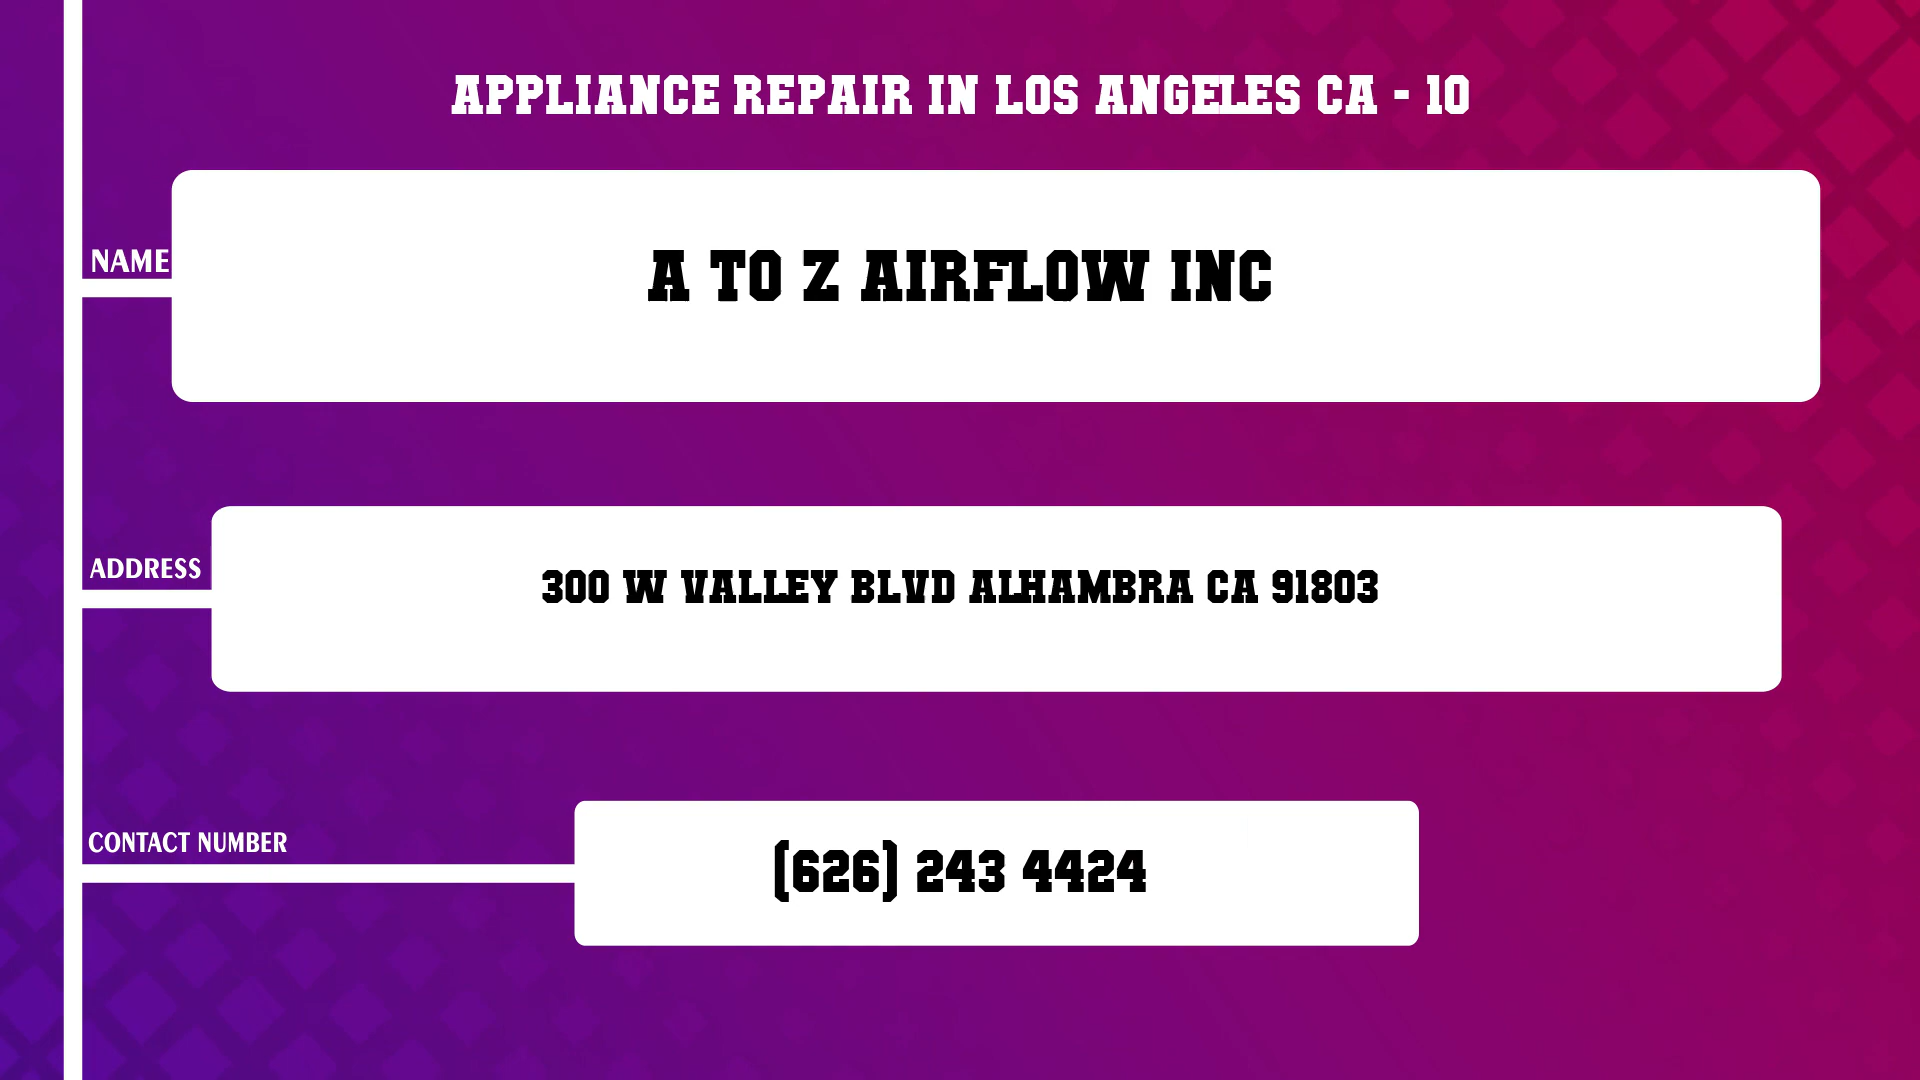 APPLIANCE REPAIR IN LOS ANGELES CA - 10
NAME
A TO Z AIRFLOW INC
ADDRESS
300 W VALLEY BLVD ALHAMBRA CA 91803
CONTACT NUMBER
(626) 243 4424